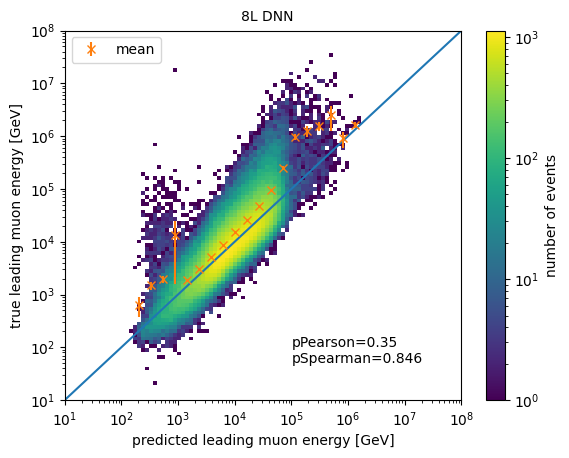 8L DNN
mean
true leading muon energy [GeV]
10^8
10^7
10^6
10^5
10^4
10^3
10^2
10^1
pPearson=0.35
pSpearman=0.846
10^1 10^2 10^3 10^4 10^5 10^6 10^7 10^8
predicted leading muon energy [GeV]
10^3
10^2
10^1
10^0
number of events